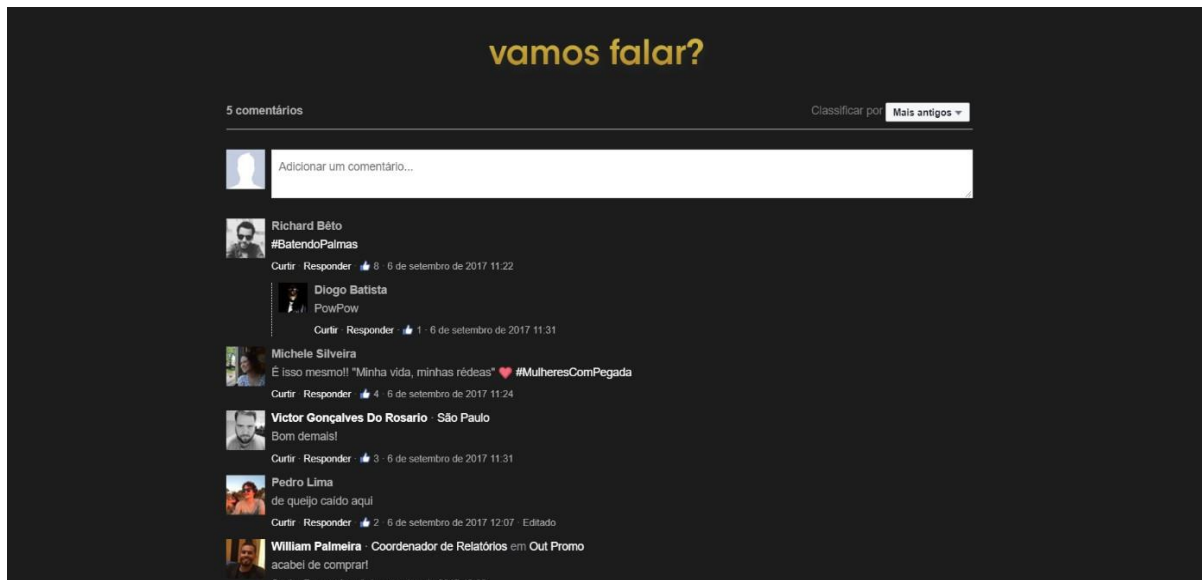 vamos falar?
5 comentários
Classificar por Mais antigos
Adicionar um comentário...
Richard Bêto
#BatendoPalmas
Curtir · Responder · 8 · 6 de setembro de 2017 11:22
Diogo Batista
PowPow
Curtir · Responder · 1 · 6 de setembro de 2017 11:31
Michele Silveira
É isso mesmo!! "Minha vida, minhas rédeas" ❤ #MulheresComPegada
Curtir · Responder · 4 · 6 de setembro de 2017 11:24
Victor Gonçalves Do Rosario · São Paulo
Bom demais!
Curtir · Responder · 3 · 6 de setembro de 2017 11:31
Pedro Lima
de queijo caído aqui
Curtir · Responder · 2 · 6 de setembro de 2017 12:07 · Editado
William Palmeira · Coordenador de Relatórios em Out Promo
acabei de comprar!